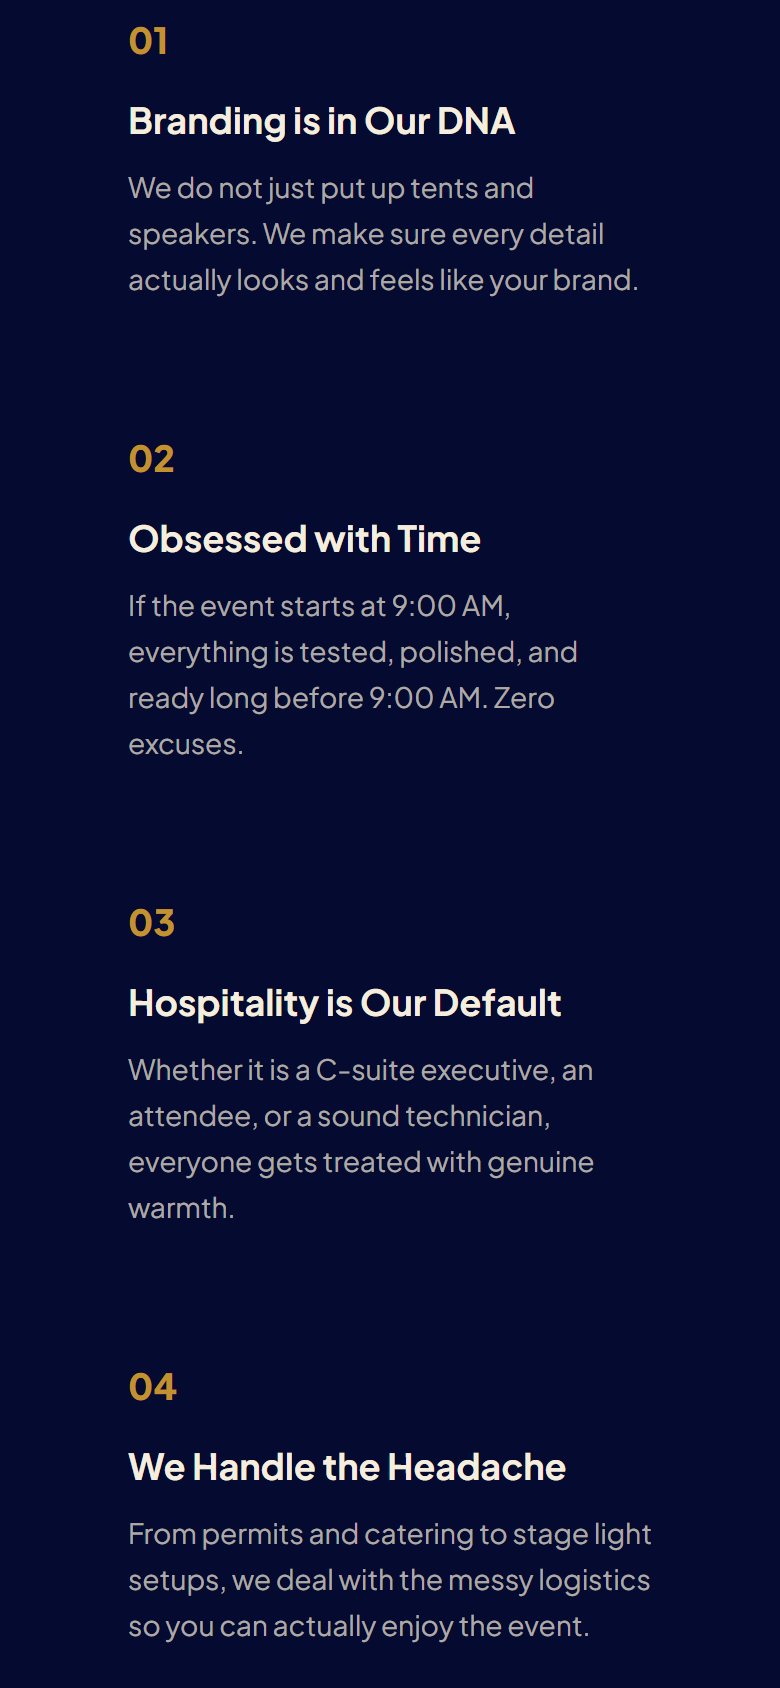 01
Branding is in Our DNA
We do not just put up tents and
speakers. We make sure every detail
actually looks and feels like your brand.
02
Obsessed with Time
If the event starts at 9:00 AM,
everything is tested, polished, and
ready long before 9:00 AM. Zero
excuses.
03
Hospitality is Our Default
Whether it is a C-suite executive, an
attendee, or a sound technician,
everyone gets treated with genuine
warmth.
04
We Handle the Headache
From permits and catering to stage light
setups, we deal with the messy logistics
so you can actually enjoy the event.